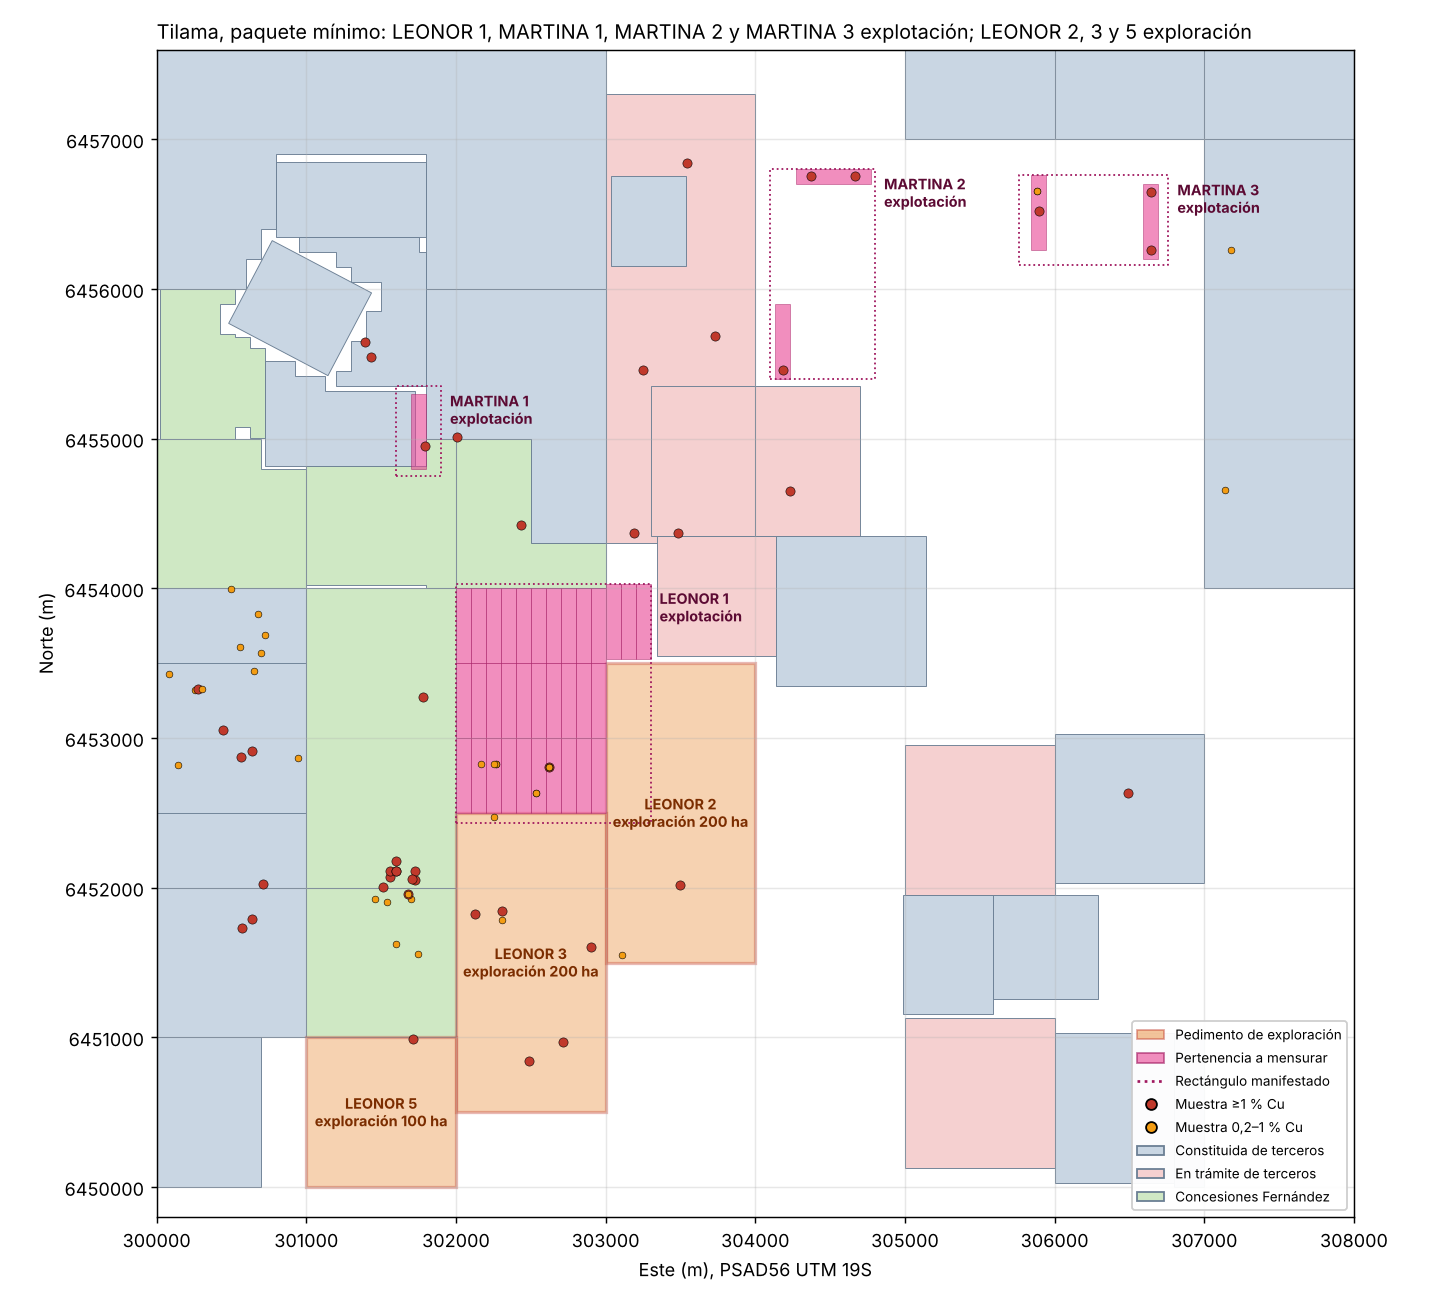 Tilama, paquete mínimo: LEONOR 1, MARTINA 1, MARTINA 2 y MARTINA 3 explotación; LEONOR 2, 3 y 5 exploración
6457000
6456000
6455000
6454000
6453000
6452000
6451000
6450000
Norte (m)
MARTINA 2
explotación
MARTINA 3
explotación
MARTINA 1
explotación
LEONOR 1
explotación
LEONOR 2
exploración 200 ha
LEONOR 3
exploración 200 ha
LEONOR 5
exploración 100 ha
Pedimento de exploración
Pertenencia a mensurar
Rectángulo manifestado
Muestra ≥1 % Cu
Muestra 0,2–1 % Cu
Constituida de terceros
En trámite de terceros
Concesiones Fernández
300000
301000
302000
303000
304000
305000
306000
307000
308000
Este (m), PSAD56 UTM 19S